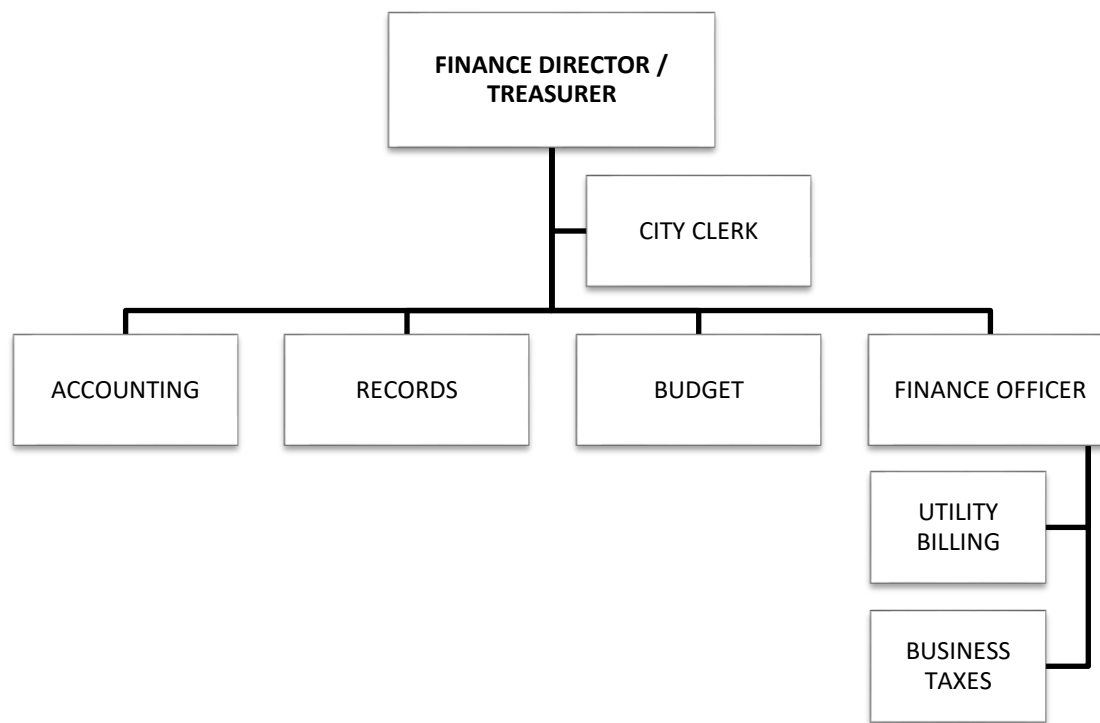 FINANCE DIRECTOR /
TREASURER
CITY CLERK
ACCOUNTING
RECORDS
BUDGET
FINANCE OFFICER
UTILITY
BILLING
BUSINESS
TAXES